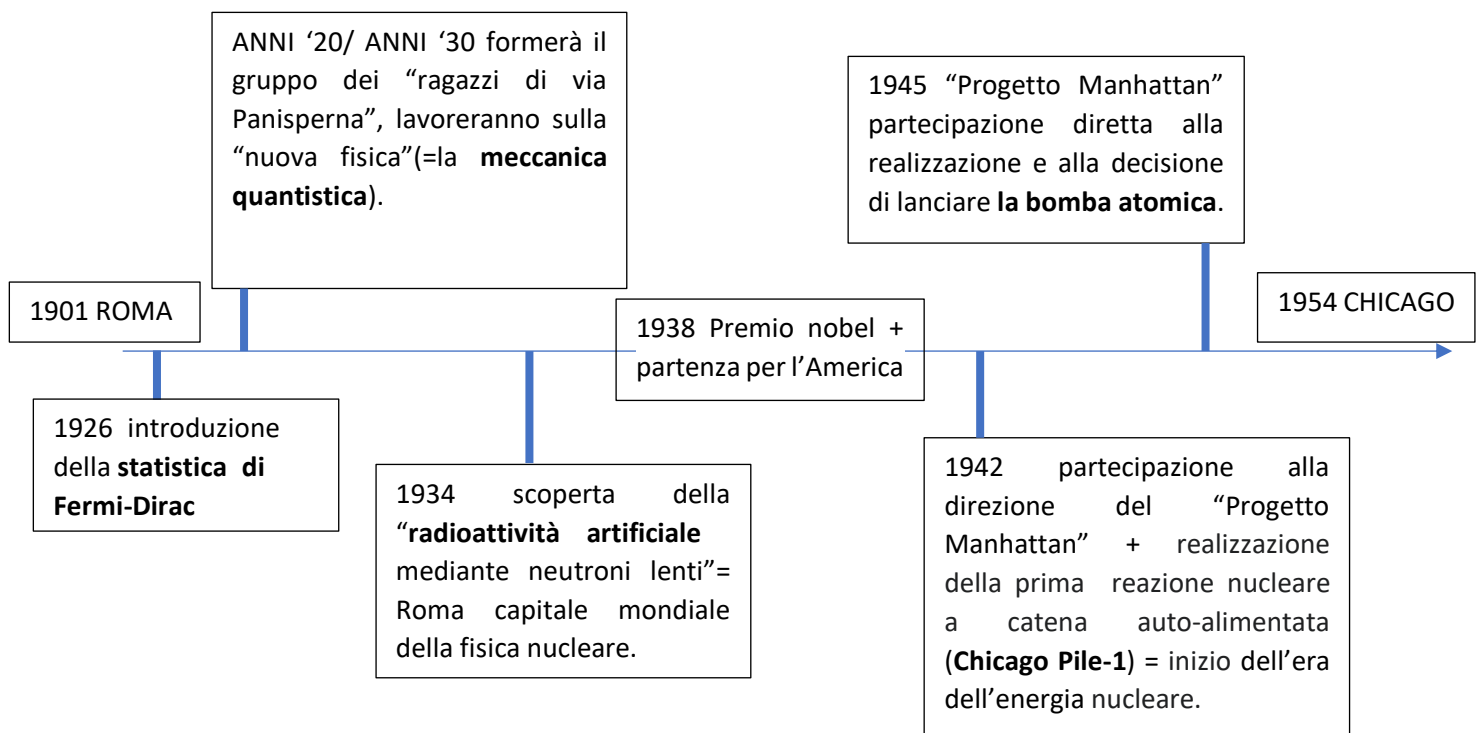 ANNI ‘20/ ANNI ‘30 formerà il
gruppo dei “ragazzi di via
Panisperna”, lavoreranno sulla
“nuova fisica”(=la meccanica
quantistica).
1945 “Progetto Manhattan”
partecipazione diretta alla
realizzazione e alla decisione
di lanciare la bomba atomica.
1901 ROMA
1938 Premio nobel +
partenza per l’America
1954 CHICAGO
1926 introduzione
della statistica di
Fermi-Dirac
1934 scoperta della
“radioattività artificiale
mediante neutroni lenti”=
Roma capitale mondiale
della fisica nucleare.
1942 partecipazione alla
direzione del “Progetto
Manhattan” + realizzazione
della prima reazione nucleare
a catena auto-alimentata
(Chicago Pile-1) = inizio dell’era
dell’energia nucleare.